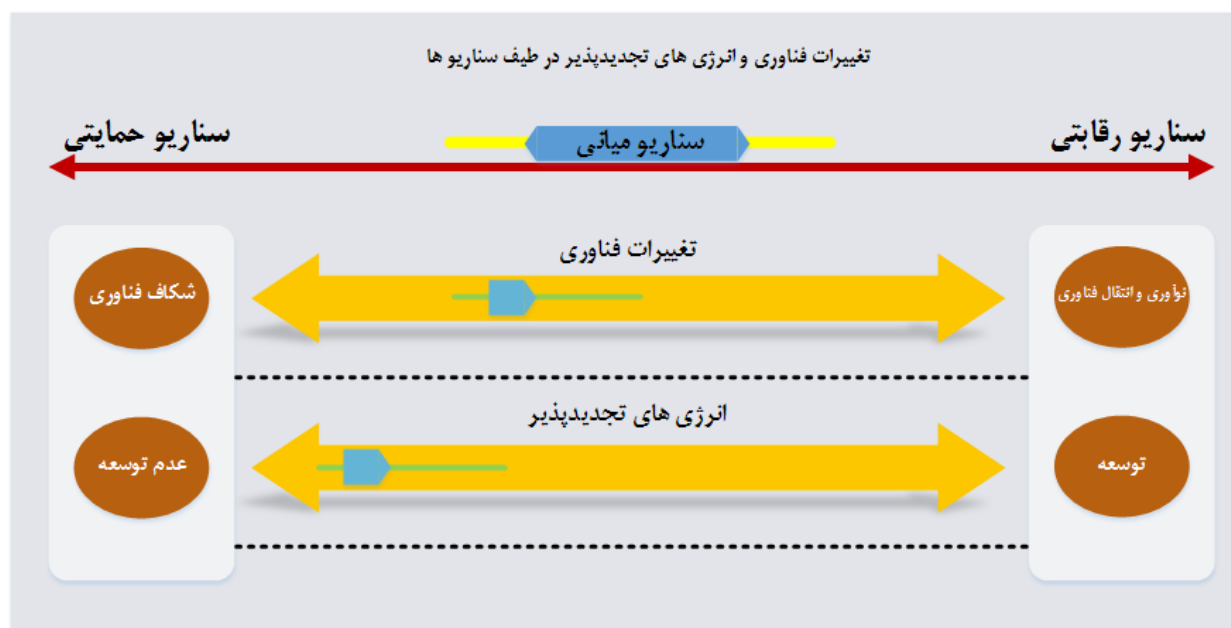 تغییرات فناوری و انرژی های تجدیدپذیر در طیف سناریو ها
سناریو رقابتی
سناریو میانی
سناریو حمایتی
تغییرات فناوری
نوآوری و انتقال فناوری
شکاف فناوری
انرژی های تجدیدپذیر
توسعه
عدم توسعه